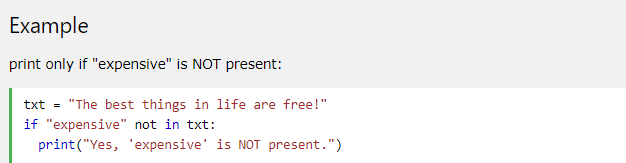 Example
print only if "expensive" is NOT present:
txt = "The best things in life are free!"
if "expensive" not in txt:
  print("Yes, 'expensive' is NOT present.")